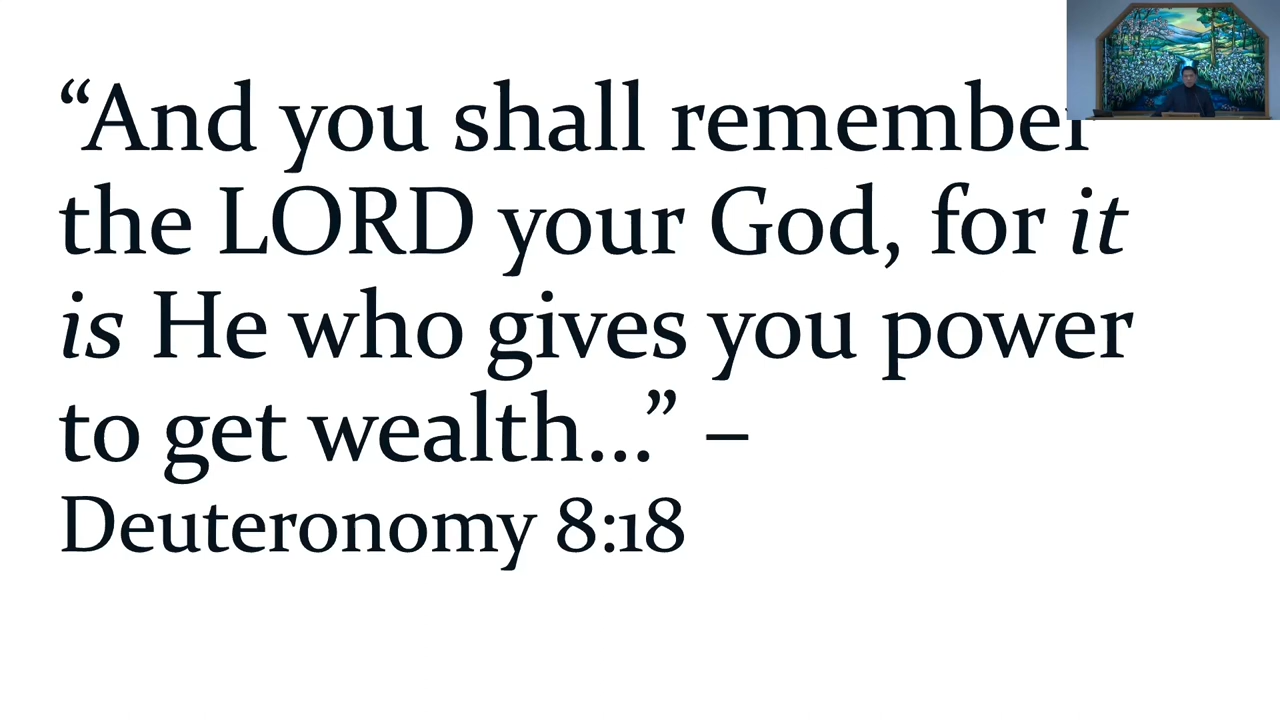 “And you shall remember
the LORD your God, for it
is He who gives you power
to get wealth...” –
Deuteronomy 8:18